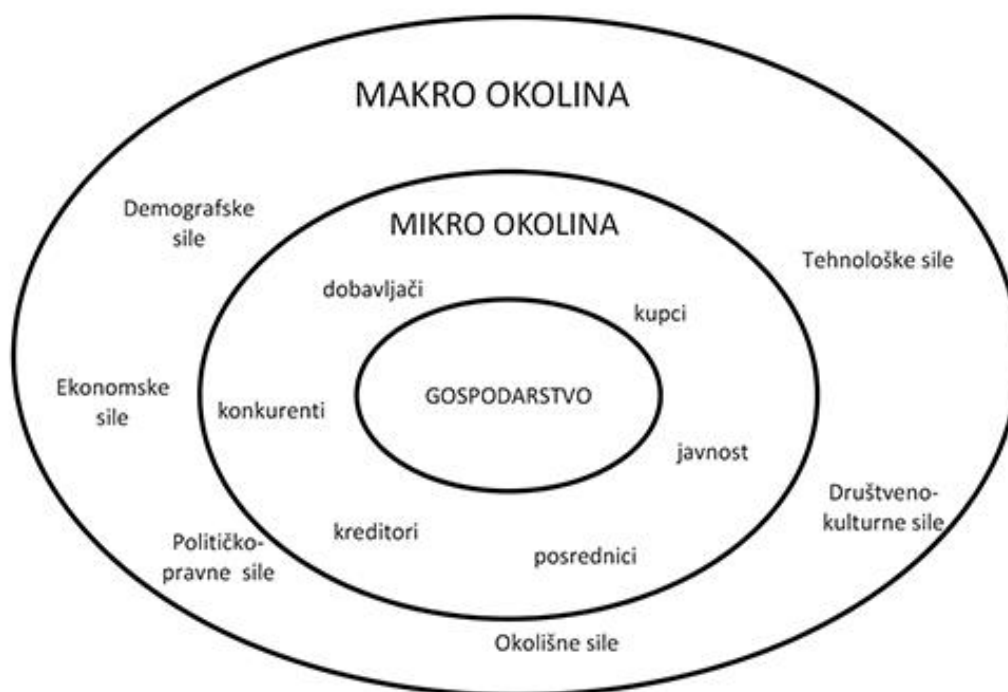 MAKRO OKOLINA
Demografske
sile
MIKRO OKOLINA
Tehnološke sile
dobavljači
kupci
Ekonomske
sile
GOSPODARSTVO
konkurenti
javnost
Društveno-
kulturne sile
kreditori
Političko-
pravne sile
posrednici
Okolišne sile